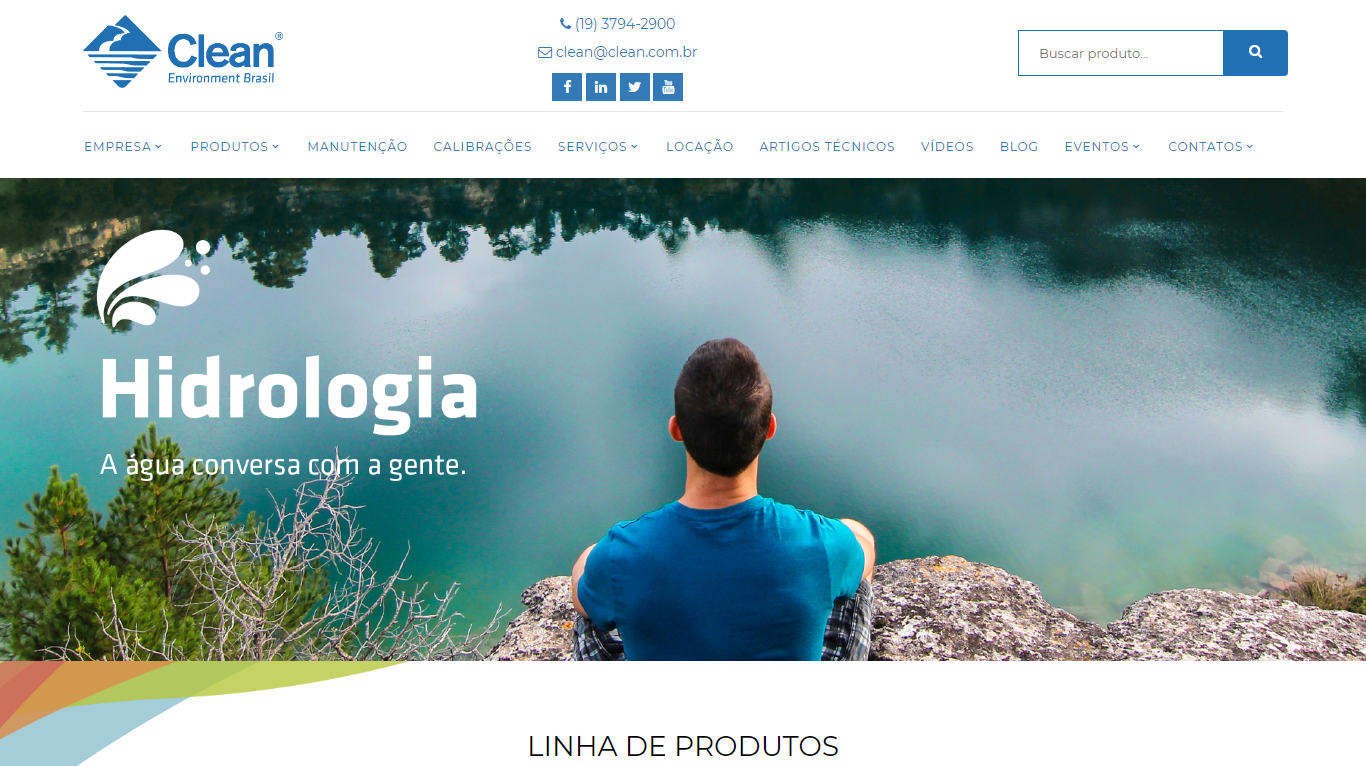 Clean®
Environment Brasil
(19) 3794-2900
clean@clean.com.br
Buscar produto...
EMPRESA PRODUTOS MANUTENÇÃO CALIBRAÇÕES SERVIÇOS LOCAÇÃO ARTIGOS TÉCNICOS VÍDEOS BLOG EVENTOS CONTATOS
Hidrologia
A água conversa com a gente.
LINHA DE PRODUTOS